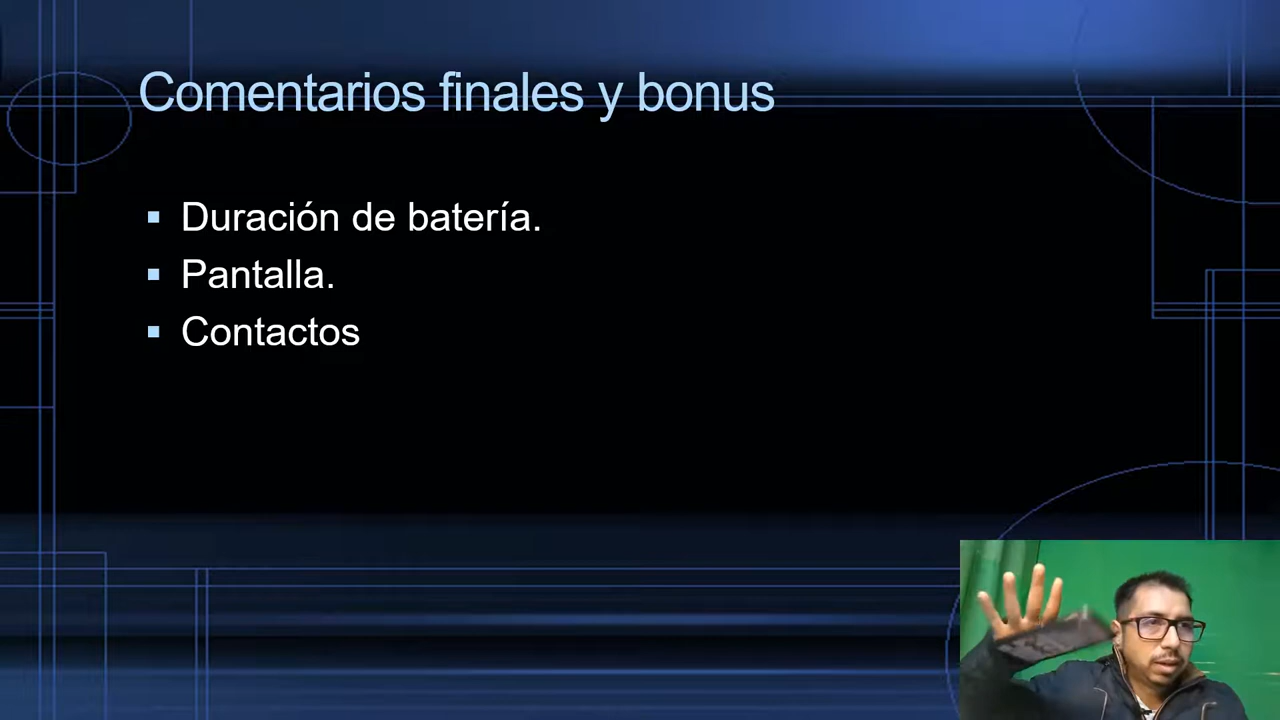 Comentarios finales y bonus
Duración de batería.
Pantalla.
Contactos